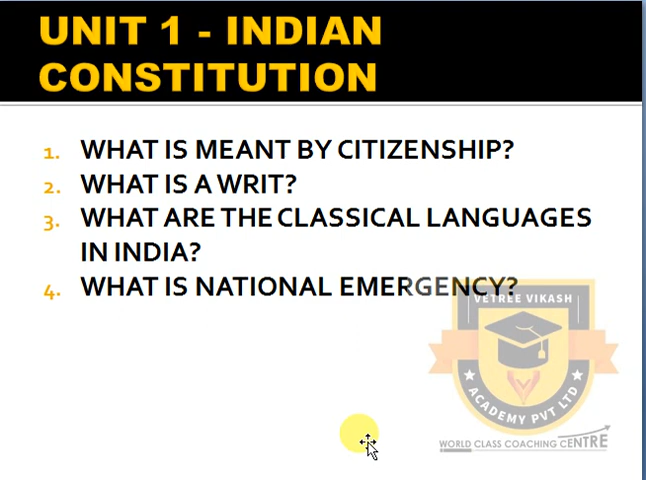 UNIT 1 - INDIAN
CONSTITUTION
1. WHAT IS MEANT BY CITIZENSHIP?
2. WHAT IS A WRIT?
3. WHAT ARE THE CLASSICAL LANGUAGES
IN INDIA?
4. WHAT IS NATIONAL EMERGENCY?
VETREE VIKASH
ACADEMY PVT LTD
WORLD CLASS COACHING CENTRE